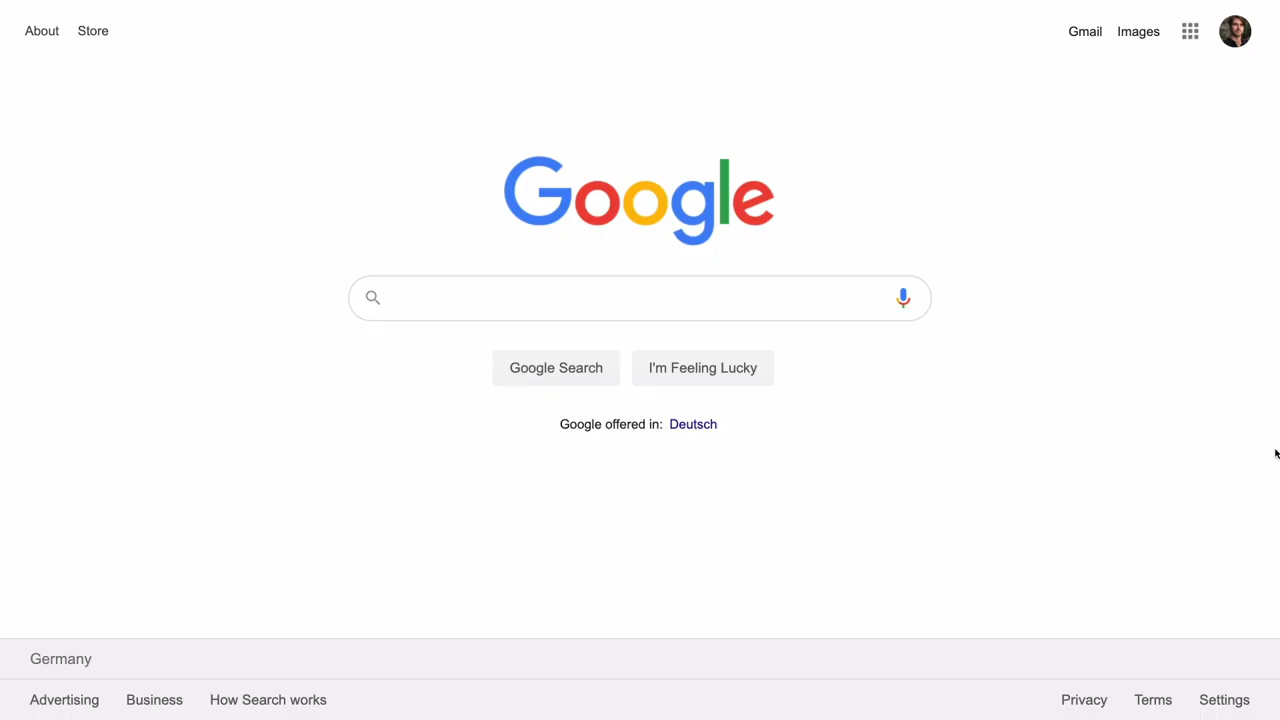 About Store
Gmail Images
Google
Google Search
I'm Feeling Lucky
Google offered in: Deutsch
Germany
Advertising Business How Search works
Privacy Terms Settings